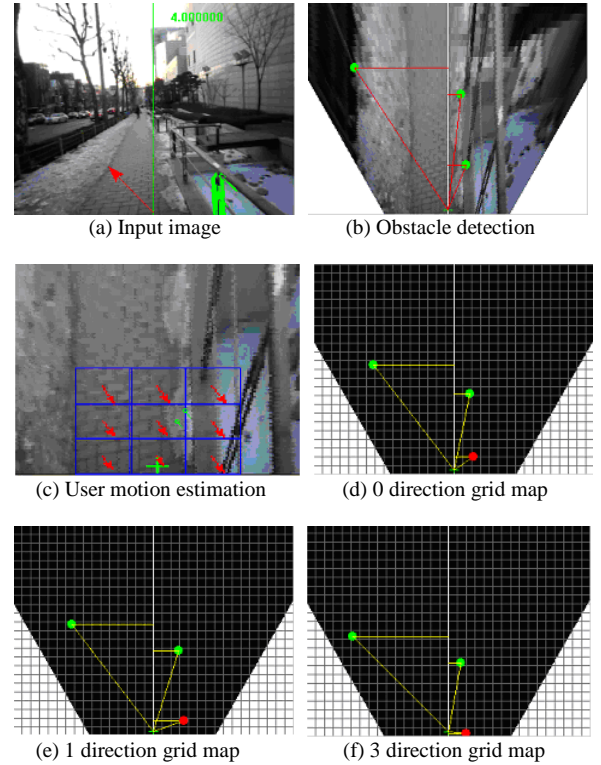 4.000000
(a) Input image
(b) Obstacle detection
(c) User motion estimation
(d) 0 direction grid map
(e) 1 direction grid map
(f) 3 direction grid map